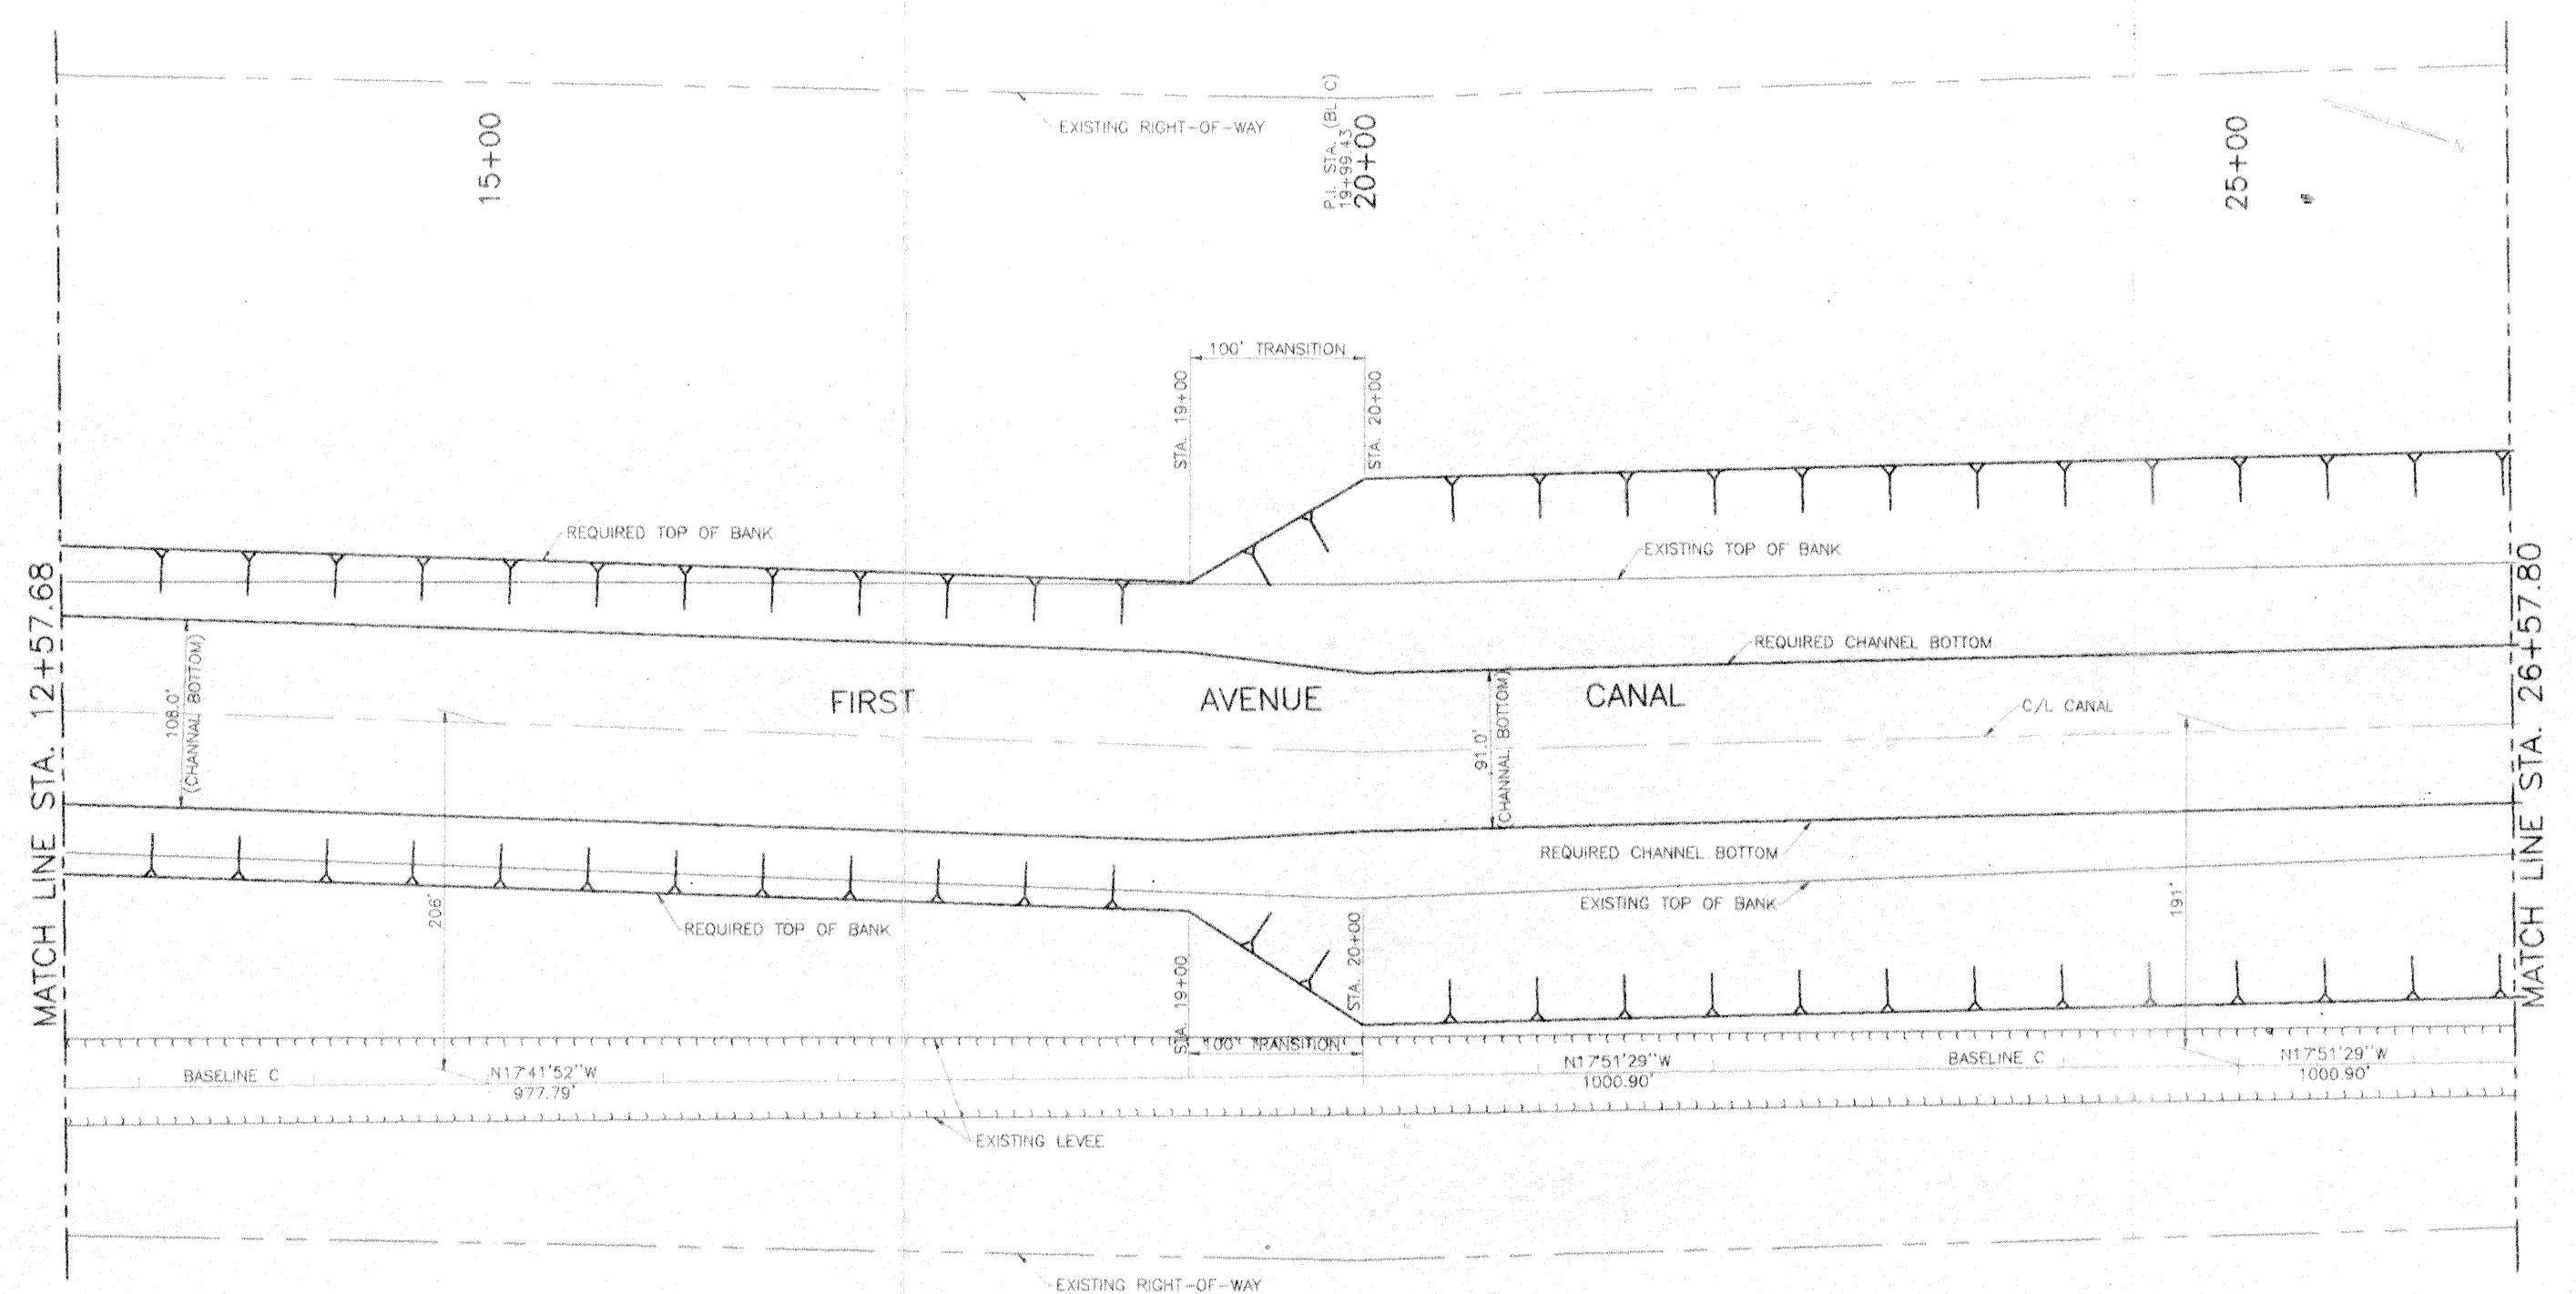 EXISTING RIGHT-OF-WAY
15+00
P.I. STA. (BL C)
19+99.43
20+00
25+00
N
100' TRANSITION
STA. 19+00
STA. 20+00
REQUIRED TOP OF BANK
EXISTING TOP OF BANK
MATCH LINE STA. 12+57.68
108.0'
(CHANNAL BOTTOM)
FIRST AVENUE CANAL
REQUIRED CHANNEL BOTTOM
91.0'
(CHANNAL BOTTOM)
C/L CANAL
MATCH LINE STA. 26+57.80
REQUIRED CHANNEL BOTTOM
206'
REQUIRED TOP OF BANK
EXISTING TOP OF BANK
191'
STA. 19+00
STA. 20+00
100' TRANSITION
BASELINE C
N17°41'52"W
977.79'
N17°51'29"W
1000.90'
BASELINE C
N17°51'29"W
1000.90'
EXISTING LEVEE
EXISTING RIGHT-OF-WAY